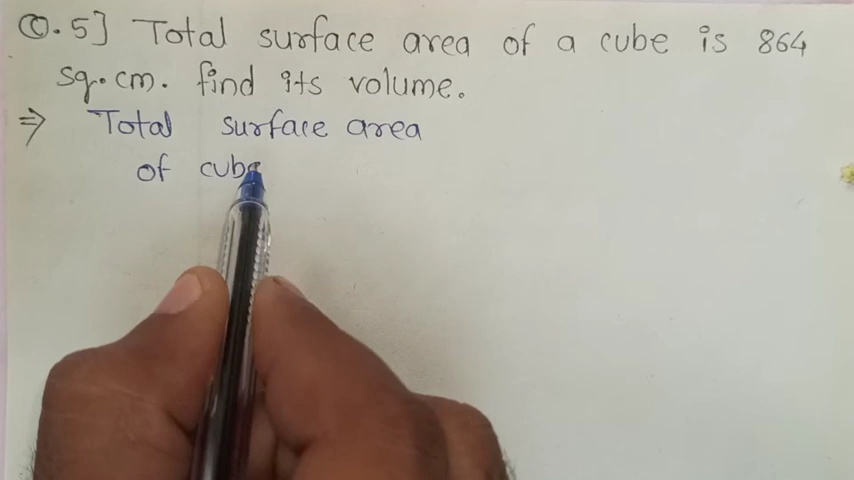 Q.5] Total surface area of a cube is 864
sq.cm. find its volume.
⇒ Total surface area
of cube